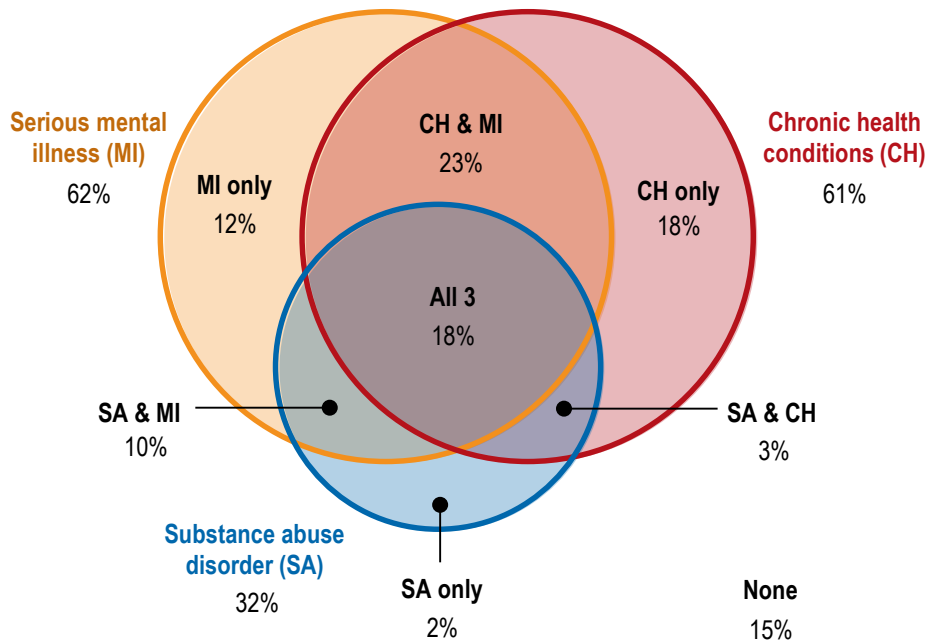 CH & MI
23%
Serious mental
illness (MI)
62%
Chronic health
conditions (CH)
61%
MI only
12%
CH only
18%
All 3
18%
SA & MI
10%
SA & CH
3%
Substance abuse
disorder (SA)
32%
SA only
2%
None
15%